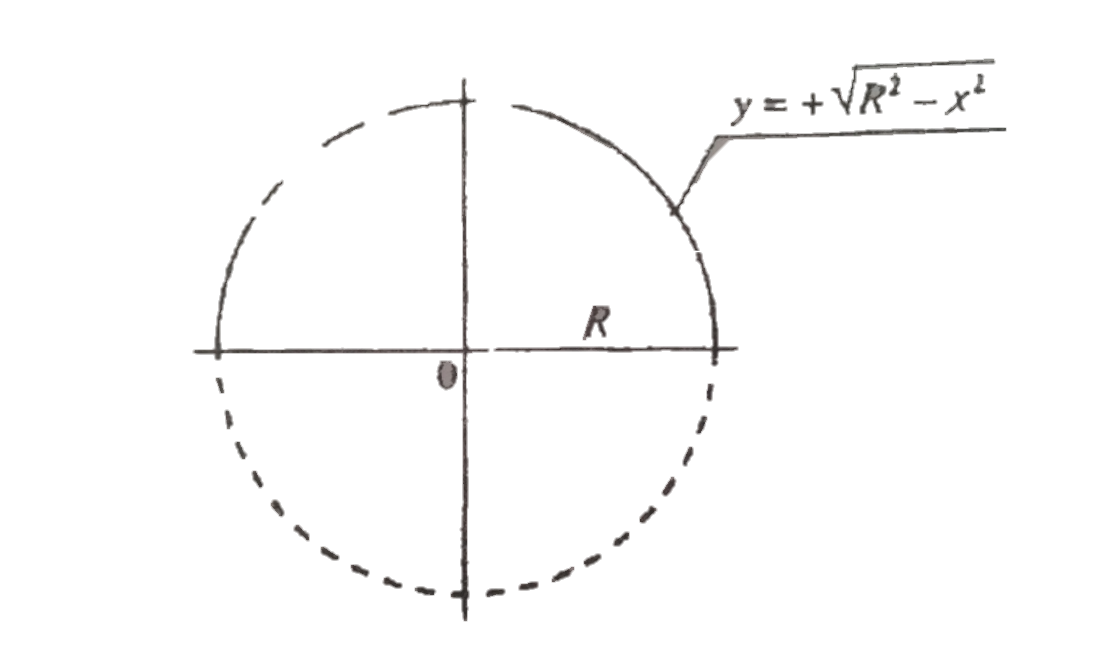 y = +√R² − x²
R
0